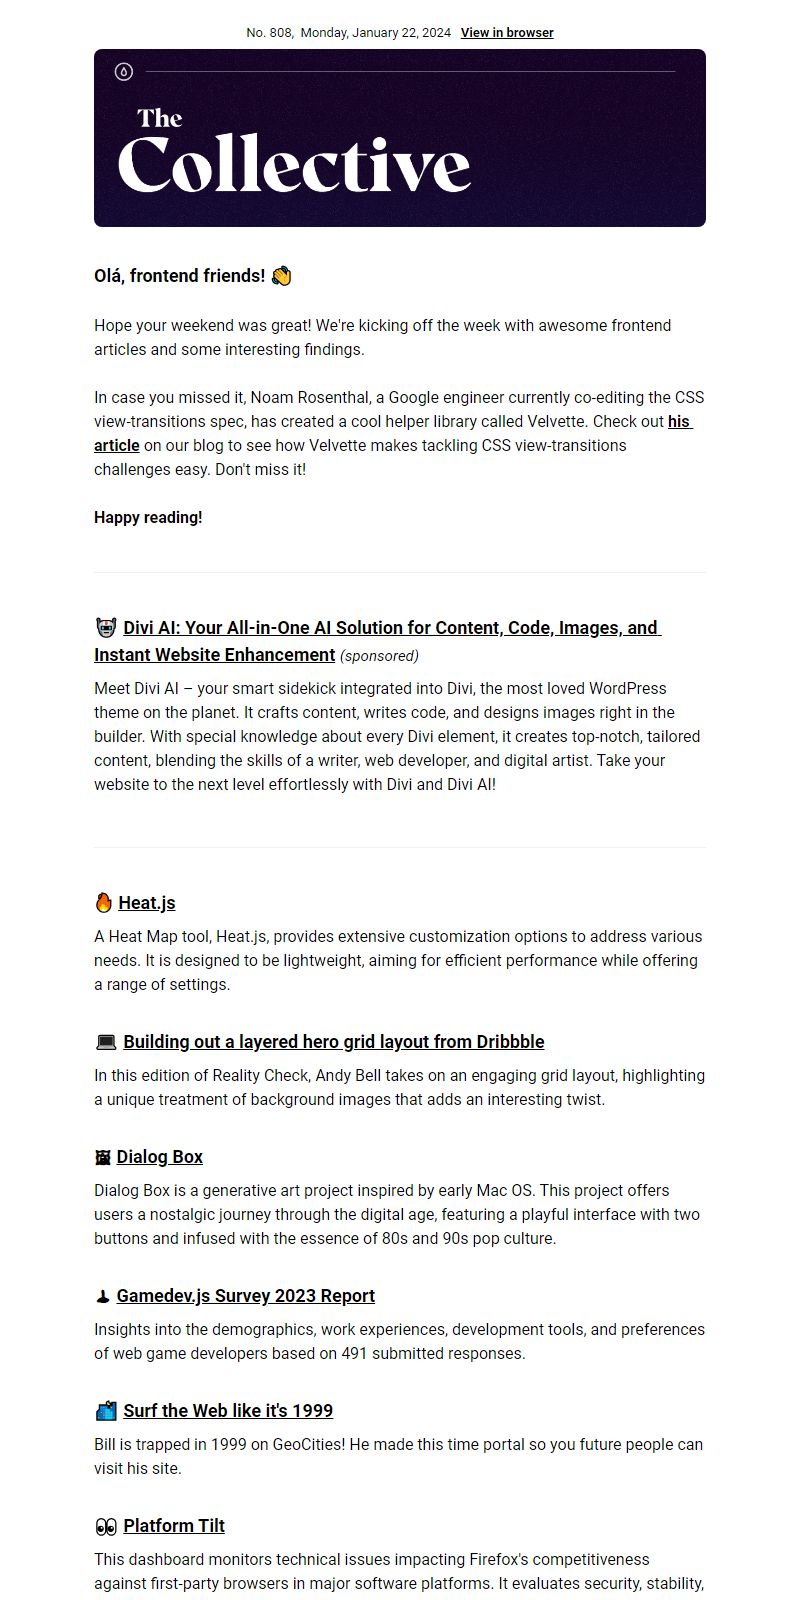 No. 808,  Monday, January 22, 2024   View in browser
The
Collective
Olá, frontend friends! 👋
Hope your weekend was great! We're kicking off the week with awesome frontend
articles and some interesting findings.
In case you missed it, Noam Rosenthal, a Google engineer currently co-editing the CSS
view-transitions spec, has created a cool helper library called Velvette. Check out his
article on our blog to see how Velvette makes tackling CSS view-transitions
challenges easy. Don't miss it!
Happy reading!
🤖 Divi AI: Your All-in-One AI Solution for Content, Code, Images, and
Instant Website Enhancement (sponsored)
Meet Divi AI – your smart sidekick integrated into Divi, the most loved WordPress
theme on the planet. It crafts content, writes code, and designs images right in the
builder. With special knowledge about every Divi element, it creates top-notch, tailored
content, blending the skills of a writer, web developer, and digital artist. Take your
website to the next level effortlessly with Divi and Divi AI!
🔥 Heat.js
A Heat Map tool, Heat.js, provides extensive customization options to address various
needs. It is designed to be lightweight, aiming for efficient performance while offering
a range of settings.
💻 Building out a layered hero grid layout from Dribbble
In this edition of Reality Check, Andy Bell takes on an engaging grid layout, highlighting
a unique treatment of background images that adds an interesting twist.
🖼 Dialog Box
Dialog Box is a generative art project inspired by early Mac OS. This project offers
users a nostalgic journey through the digital age, featuring a playful interface with two
buttons and infused with the essence of 80s and 90s pop culture.
🕹 Gamedev.js Survey 2023 Report
Insights into the demographics, work experiences, development tools, and preferences
of web game developers based on 491 submitted responses.
Surf the Web like it's 1999
Bill is trapped in 1999 on GeoCities! He made this time portal so you future people can
visit his site.
👀 Platform Tilt
This dashboard monitors technical issues impacting Firefox's competitiveness
against first-party browsers in major software platforms. It evaluates security, stability,